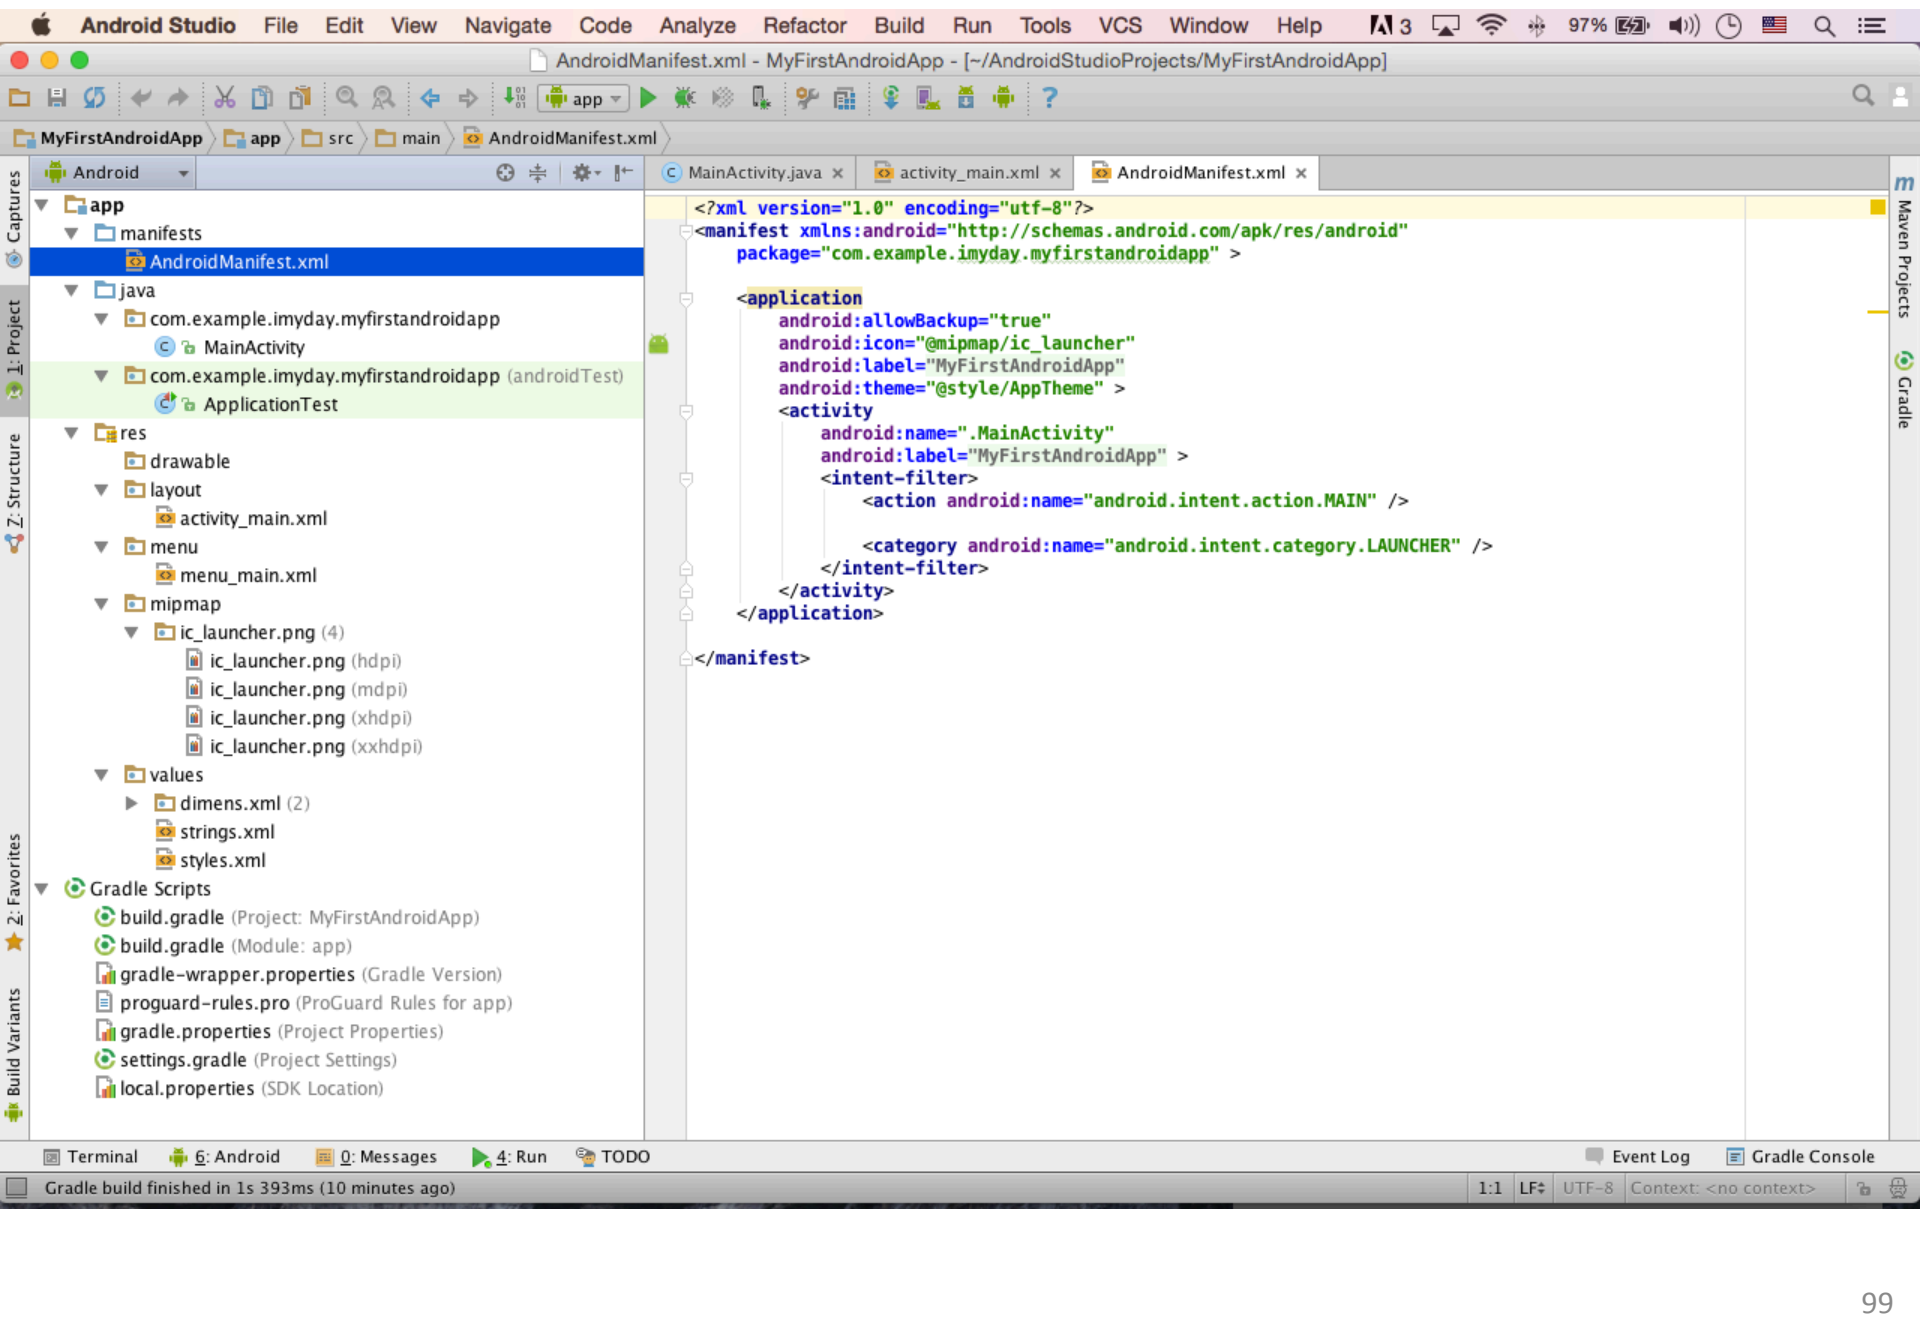 Android Studio File Edit View Navigate Code Analyze Refactor Build Run Tools VCS Window Help 3 97%
AndroidManifest.xml - MyFirstAndroidApp - [~/AndroidStudioProjects/MyFirstAndroidApp]
app
MyFirstAndroidApp app src main AndroidManifest.xml
Captures
1: Project
7: Structure
2: Favorites
Build Variants
Android
app
manifests
AndroidManifest.xml
java
com.example.imyday.myfirstandroidapp
MainActivity
com.example.imyday.myfirstandroidapp (androidTest)
ApplicationTest
res
drawable
layout
activity_main.xml
menu
menu_main.xml
mipmap
ic_launcher.png (4)
ic_launcher.png (hdpi)
ic_launcher.png (mdpi)
ic_launcher.png (xhdpi)
ic_launcher.png (xxhdpi)
values
dimens.xml (2)
strings.xml
styles.xml
Gradle Scripts
build.gradle (Project: MyFirstAndroidApp)
build.gradle (Module: app)
gradle-wrapper.properties (Gradle Version)
proguard-rules.pro (ProGuard Rules for app)
gradle.properties (Project Properties)
settings.gradle (Project Settings)
local.properties (SDK Location)
MainActivity.java activity_main.xml AndroidManifest.xml
<?xml version="1.0" encoding="utf-8"?>
<manifest xmlns:android="http://schemas.android.com/apk/res/android"
package="com.example.imyday.myfirstandroidapp" >
<application
android:allowBackup="true"
android:icon="@mipmap/ic_launcher"
android:label="MyFirstAndroidApp"
android:theme="@style/AppTheme" >
<activity
android:name=".MainActivity"
android:label="MyFirstAndroidApp" >
<intent-filter>
<action android:name="android.intent.action.MAIN" />
<category android:name="android.intent.category.LAUNCHER" />
</intent-filter>
</activity>
</application>
</manifest>
m Maven Projects
Gradle
Terminal 6: Android 0: Messages 4: Run TODO Event Log Gradle Console
Gradle build finished in 1s 393ms (10 minutes ago) 1:1 LF UTF-8 Context: <no context>
99